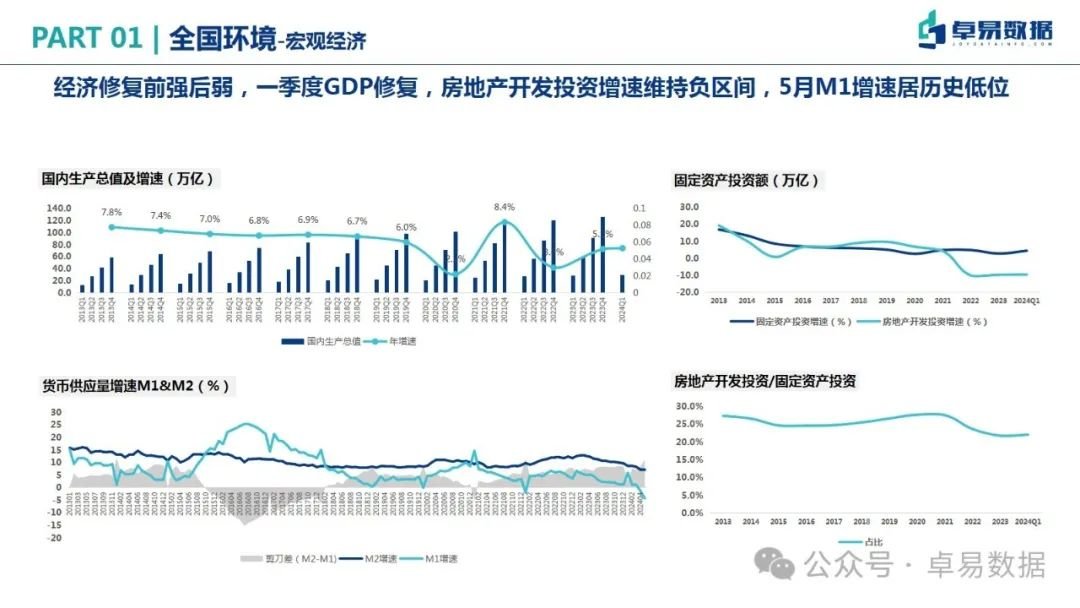 PART 01 | 全国环境-宏观经济
卓易数据
JOYDATAINFO.COM
经济修复前强后弱，一季度GDP修复，房地产开发投资增速维持负区间，5月M1增速居历史低位
国内生产总值及增速（万亿）
140.0
120.0
100.0
80.0
60.0
40.0
20.0
0.0
7.8%
7.4%
7.0%
6.8%
6.9%
6.7%
6.0%
8.4%
0.1
0.08
0.06
0.04
0.02
0
2013Q1 2013Q2 2013Q3 2013Q4 2014Q1 2014Q2 2014Q3 2014Q4 2015Q1 2015Q2 2015Q3 2015Q4 2016Q1 2016Q2 2016Q3 2016Q4 2017Q1 2017Q2 2017Q3 2017Q4 2018Q1 2018Q2 2018Q3 2018Q4 2019Q1 2019Q2 2019Q3 2019Q4 2020Q1 2020Q2 2020Q3 2020Q4 2021Q1 2021Q2 2021Q3 2021Q4 2022Q1 2022Q2 2022Q3 2022Q4 2023Q1 2023Q2 2023Q3 2023Q4 2024Q1
国内生产总值 年增速
固定资产投资额（万亿）
30.0
20.0
10.0
0.0
-10.0
-20.0
2013 2014 2015 2016 2017 2018 2019 2020 2021 2022 2023 2024Q1
固定资产投资增速（%） 房地产开发投资增速（%）
货币供应量增速M1&M2（%）
30
25
20
15
10
5
0
-5
-10
-15
-20
剪刀差（M2-M1） M2增速 M1增速
房地产开发投资/固定资产投资
30.0%
25.0%
20.0%
15.0%
10.0%
5.0%
0.0%
2013 2014 2015 2016 2017 2018 2019 2020 2021 2022 2023 2024Q1
占比
公众号 · 卓易数据